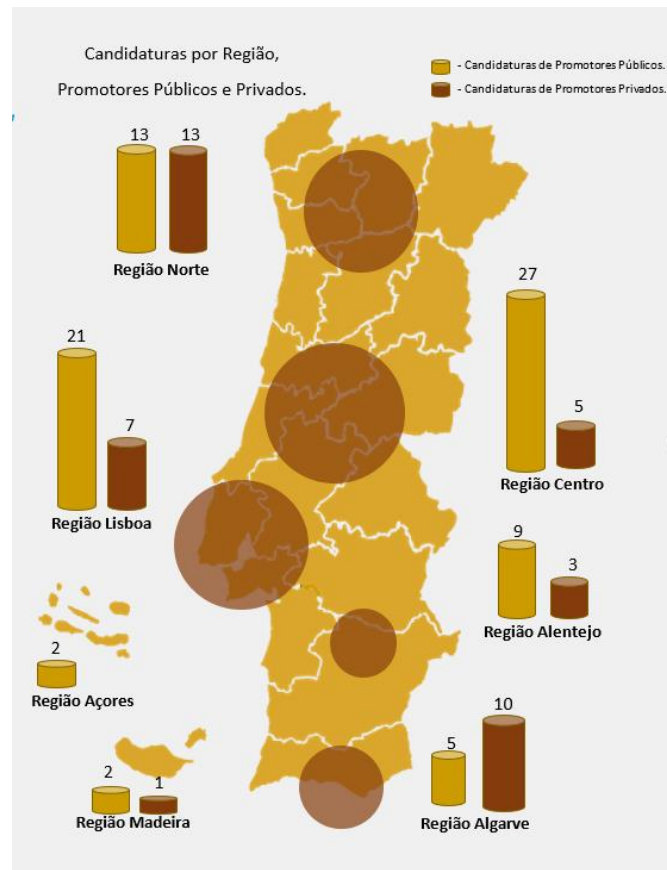 Candidaturas por Região,
Promotores Públicos e Privados.
- Candidaturas de Promotores Públicos.
- Candidaturas de Promotores Privados.
13 13
Região Norte
27
5
Região Centro
21
7
Região Lisboa
9
3
Região Alentejo
2
Região Açores
10
5
Região Algarve
2
1
Região Madeira